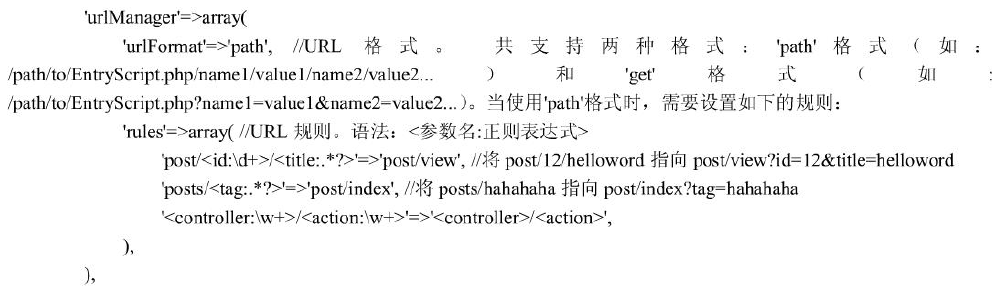 'urlManager'=>array(
'urlFormat'=>'path', //URL 格式。 共支持两种格式：'path' 格式（如：
/path/to/EntryScript.php/name1/value1/name2/value2... ） 和 'get' 格式 （ 如 :
/path/to/EntryScript.php?name1=value1&name2=value2...）。当使用'path'格式时，需要设置如下的规则：
'rules'=>array( //URL 规则。语法：<参数名:正则表达式>
'post/<id:\d+>/<title:.*?>'=>'post/view', //将 post/12/helloword 指向 post/view?id=12&title=helloword
'posts/<tag:.*?>'=>'post/index', //将 posts/hahahaha 指向 post/index?tag=hahahaha
'<controller:\w+>/<action:\w+>'=>'<controller>/<action>',
),
),